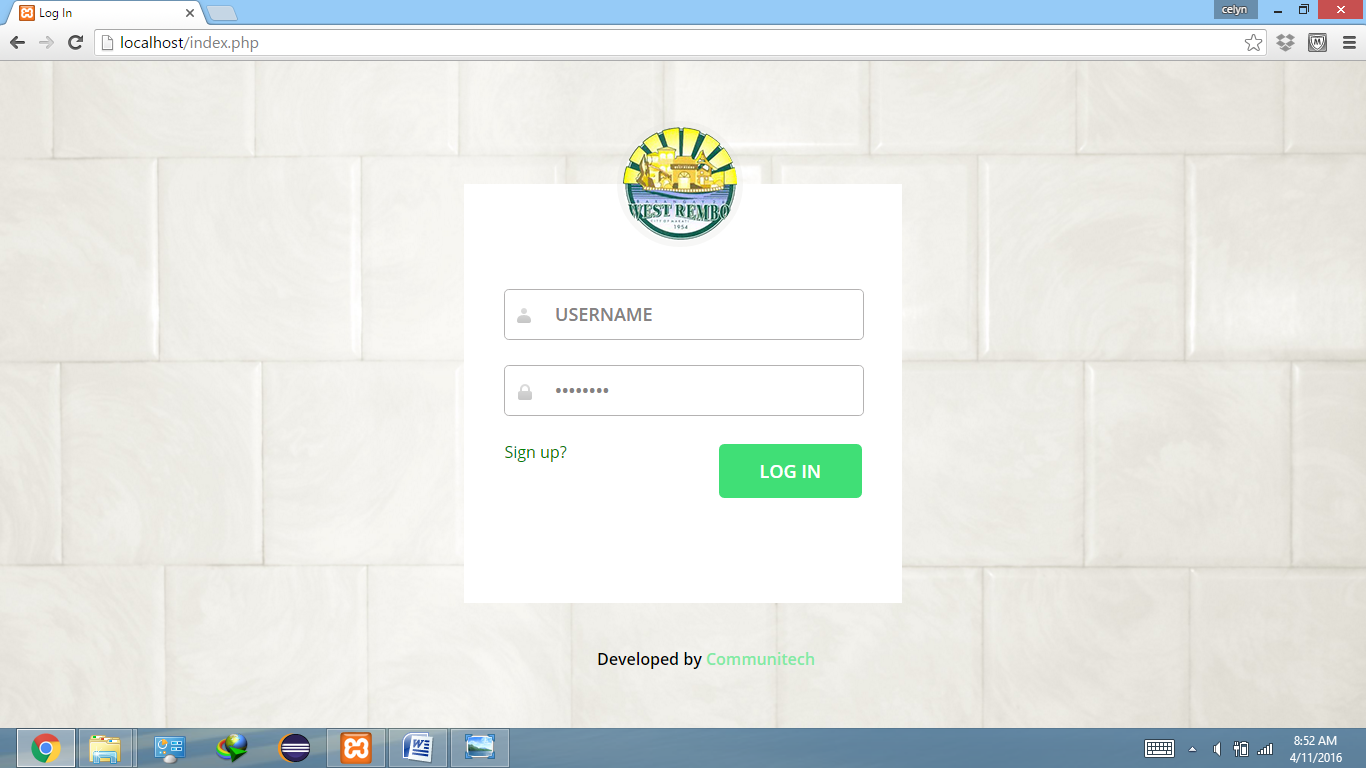 Log In
celyn
localhost/index.php
WEST REMBO
1954
USERNAME
••••••••
Sign up?
LOG IN
Developed by Communitech
8:52 AM
4/11/2016